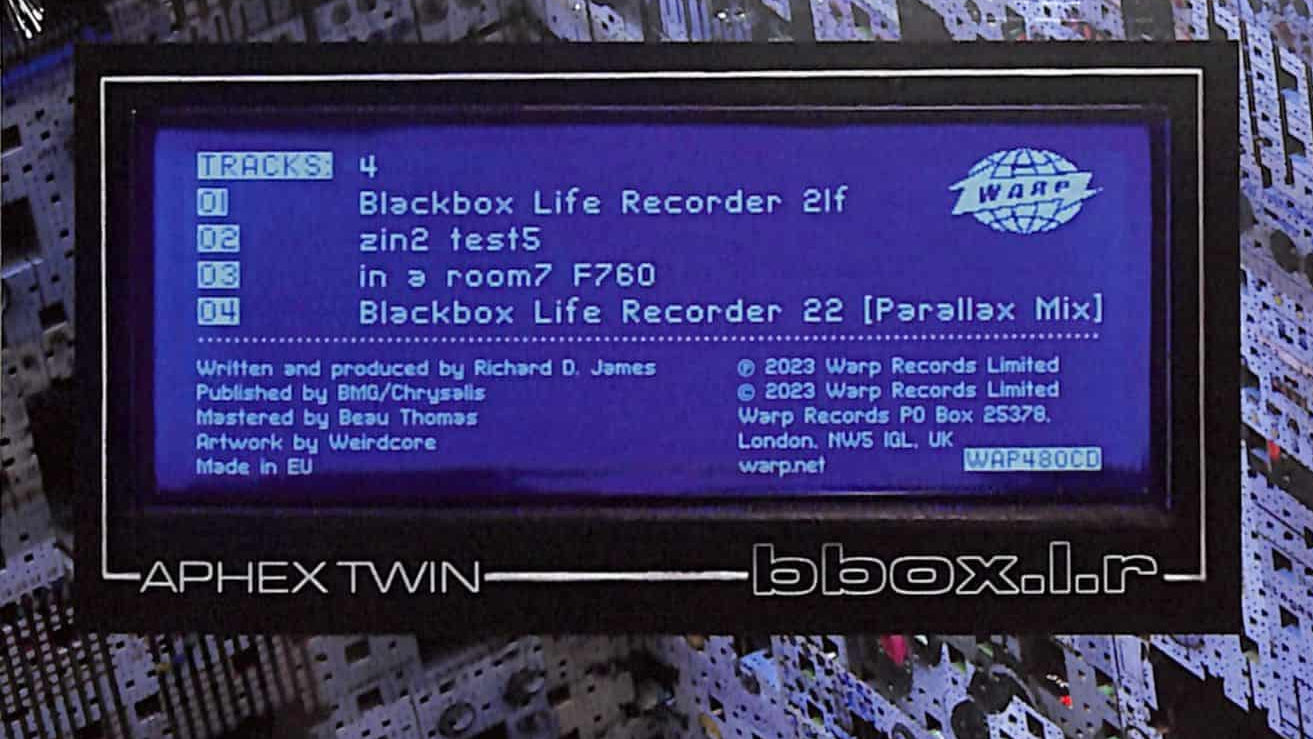 TRACKS: 4
01 Blackbox Life Recorder 21f
02 zin2 test5
03 in a room7 F760
04 Blackbox Life Recorder 22 [Parallax Mix]
WARP
Written and produced by Richard D. James
Published by BMG/Chrysalis
Mastered by Beau Thomas
Artwork by Weirdcore
Made in EU
℗ 2023 Warp Records Limited
© 2023 Warp Records Limited
Warp Records PO Box 25378,
London, NW5 1GL, UK
warp.net
WAP480CD
APHEX TWIN
bbox.l.r